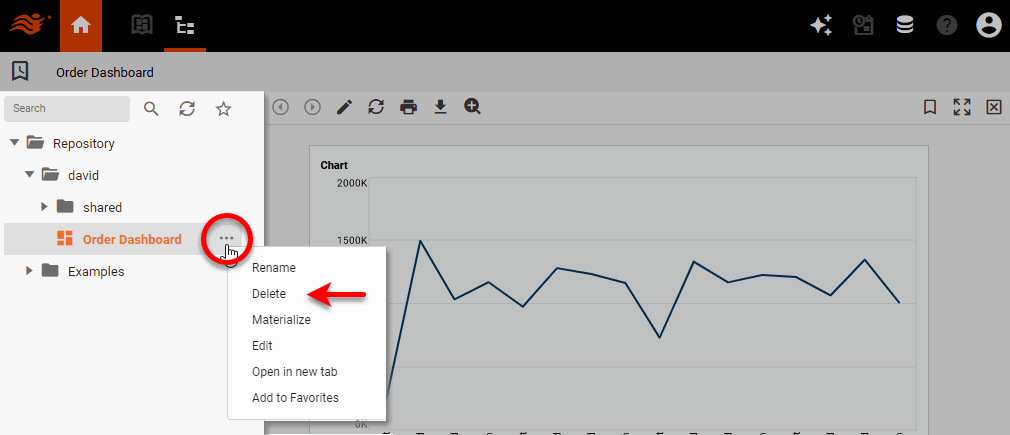 Order Dashboard
Search
Repository
david
shared
Order Dashboard
Examples
Rename
Delete
Materialize
Edit
Open in new tab
Add to Favorites
Chart
2000K
1500K
0K